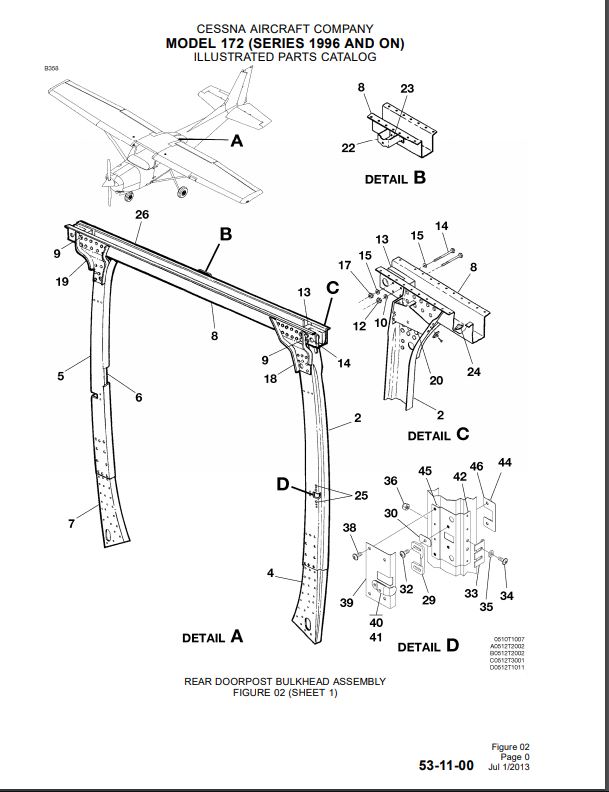 CESSNA AIRCRAFT COMPANY
MODEL 172 (SERIES 1996 AND ON)
ILLUSTRATED PARTS CATALOG
B358
A
8
23
22
DETAIL B
26
B
9
19
13
C
8
9
18
14
5
6
2
D
25
7
4
DETAIL A
14
15
13
15
17
8
12
10
24
20
2
DETAIL C
46
44
45
42
36
30
38
39
32
29
33
35
34
40
41
DETAIL D
0510T1007
A0512T2002
B0512T2002
C0512T3001
D0512T1011
REAR DOORPOST BULKHEAD ASSEMBLY
FIGURE 02 (SHEET 1)
Figure 02
Page 0
53-11-00 Jul 1/2013